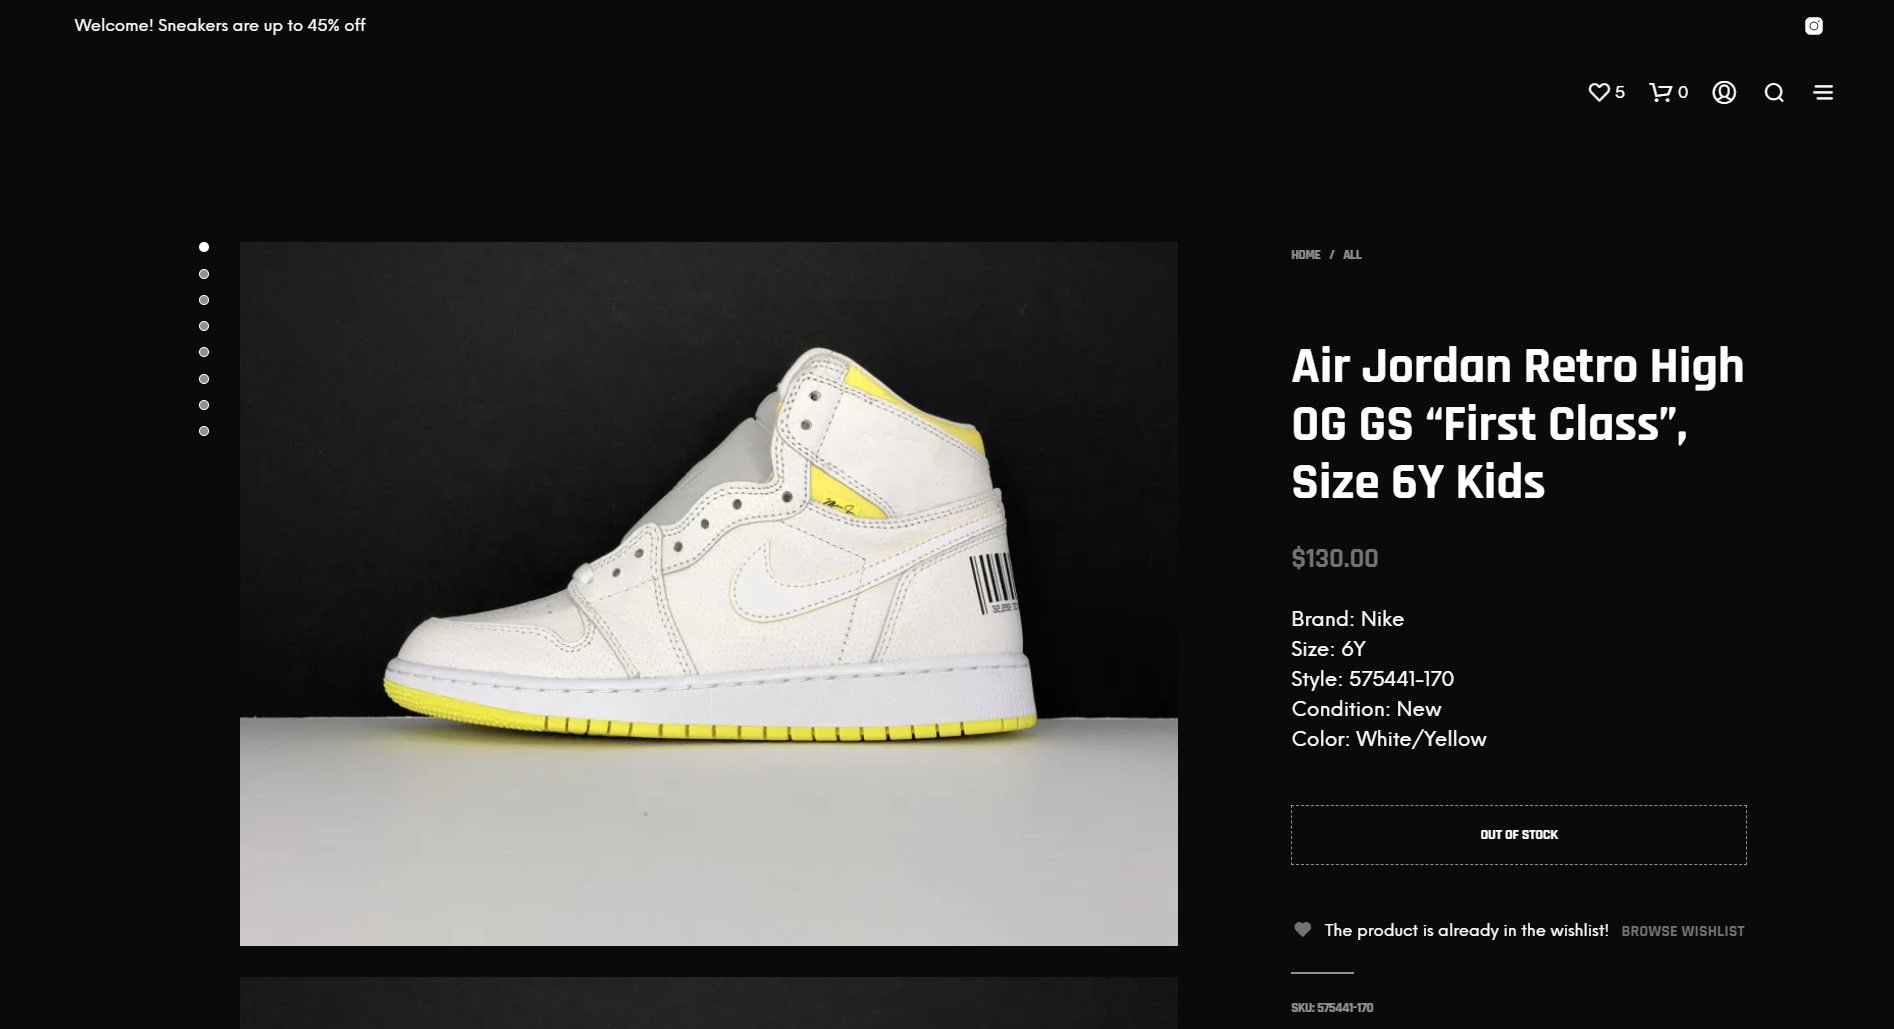 Welcome! Sneakers are up to 45% off
5
0
HOME / ALL
Air Jordan Retro High
OG GS “First Class”,
Size 6Y Kids
$130.00
Brand: Nike
Size: 6Y
Style: 575441-170
Condition: New
Color: White/Yellow
OUT OF STOCK
The product is already in the wishlist! BROWSE WISHLIST
SKU: 575441-170